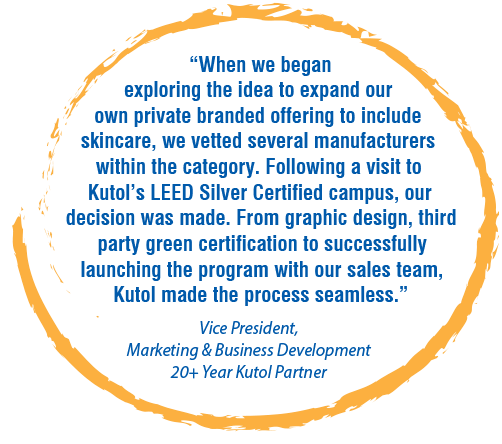 “When we began
exploring the idea to expand our
own private branded offering to include
skincare, we vetted several manufacturers
within the category. Following a visit to
Kutol’s LEED Silver Certified campus, our
decision was made. From graphic design, third
party green certification to successfully
launching the program with our sales team,
Kutol made the process seamless.”
Vice President,
Marketing & Business Development
20+ Year Kutol Partner